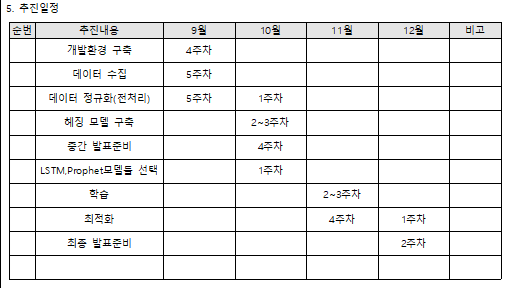 5. 추진일정
순번 추진내용 9월 10월 11월 12월 비고
개발환경 구축 4주차
데이터 수집 5주차
데이터 정규화(전처리) 5주차 1주차
헤징 모델 구축 2~3주차
중간 발표준비 4주차
LSTM,Prophet모델들 선택 1주차
학습 2~3주차
최적화 4주차 1주차
최종 발표준비 2주차